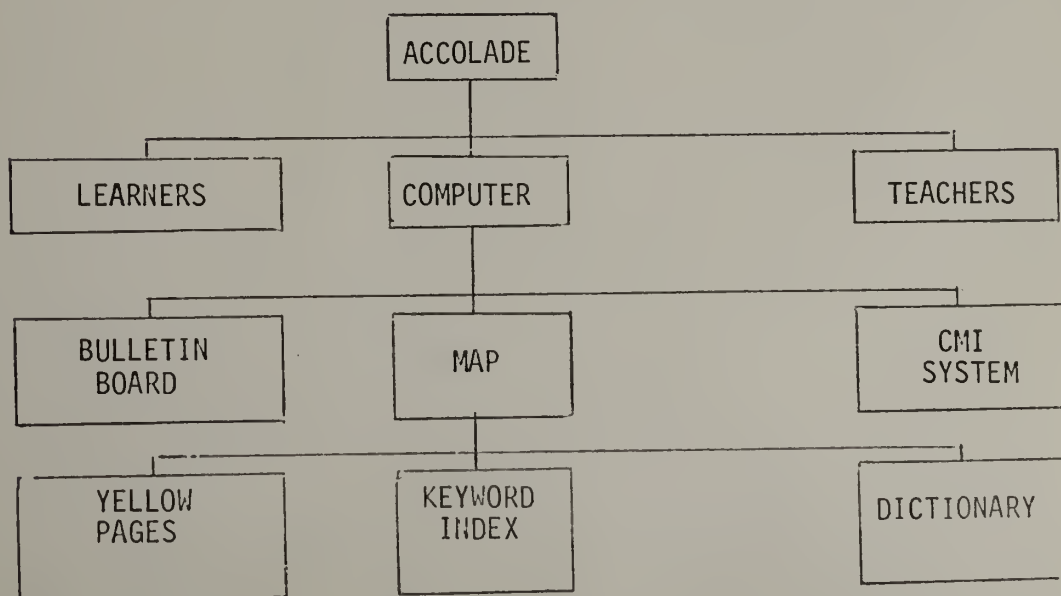 ACCOLADE
LEARNERS
COMPUTER
TEACHERS
BULLETIN
BOARD
MAP
CMI
SYSTEM
YELLOW
PAGES
KEYWORD
INDEX
DICTIONARY